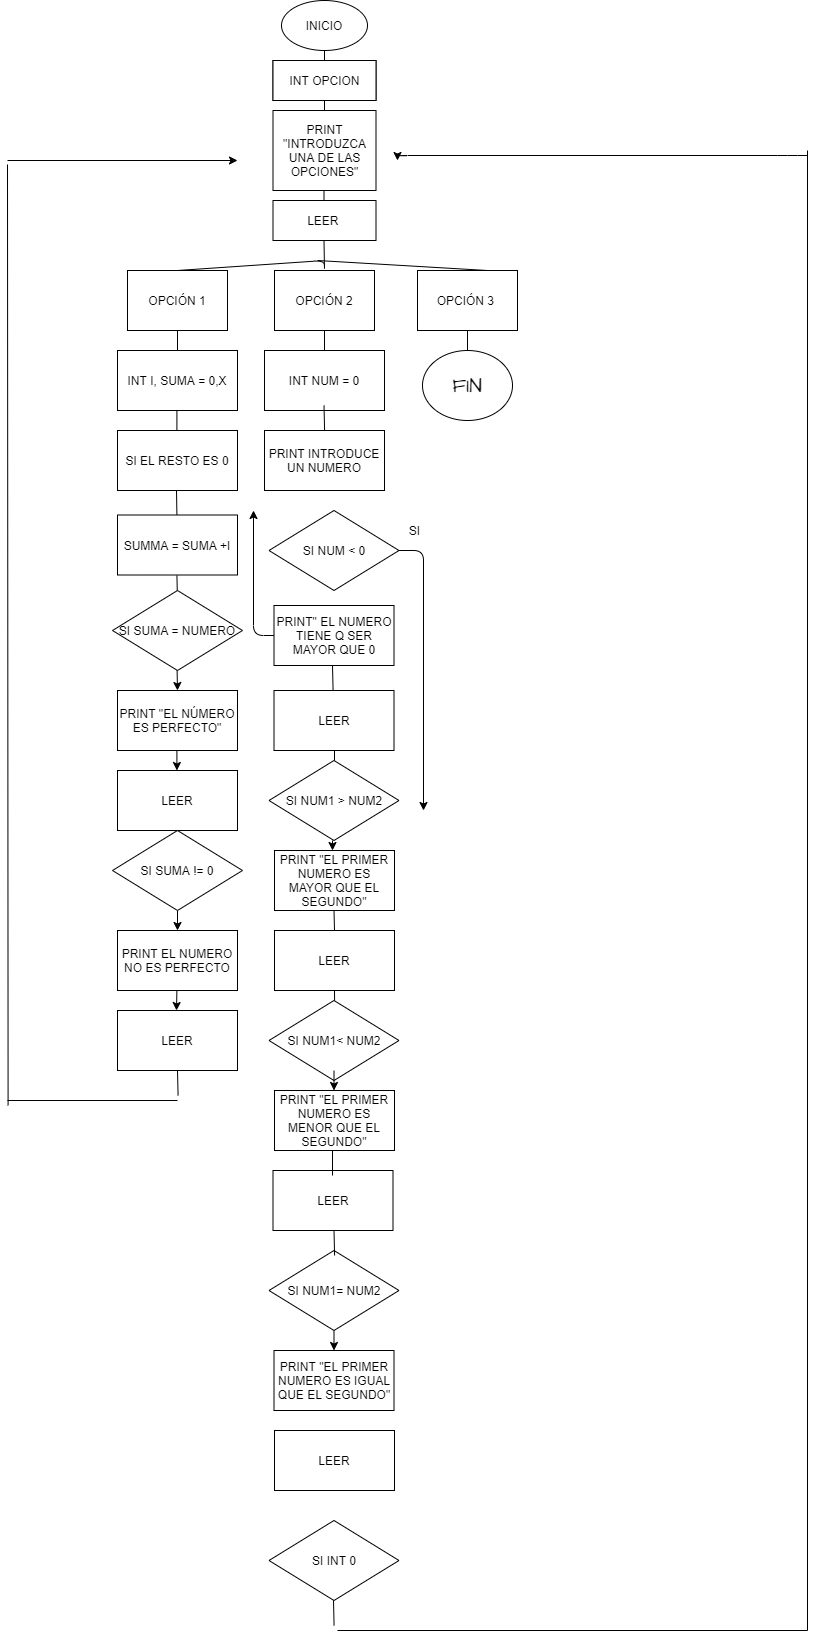 INICIO
INT OPCION
PRINT
"INTRODUZCA
UNA DE LAS
OPCIONES"
LEER
OPCIÓN 1
OPCIÓN 2
OPCIÓN 3
INT I, SUMA = 0,X
INT NUM = 0
FIN
SI EL RESTO ES 0
PRINT INTRODUCE
UN NUMERO
SUMMA = SUMA +I
SI NUM < 0
SI
SI SUMA = NUMERO
PRINT" EL NUMERO
TIENE Q SER
MAYOR QUE 0
PRINT "EL NÚMERO
ES PERFECTO"
LEER
LEER
SI NUM1 > NUM2
SI SUMA != 0
PRINT "EL PRIMER
NUMERO ES
MAYOR QUE EL
SEGUNDO"
PRINT EL NUMERO
NO ES PERFECTO
LEER
LEER
SI NUM1< NUM2
PRINT "EL PRIMER
NUMERO ES
MENOR QUE EL
SEGUNDO"
LEER
SI NUM1= NUM2
PRINT "EL PRIMER
NUMERO ES IGUAL
QUE EL SEGUNDO"
LEER
SI INT 0